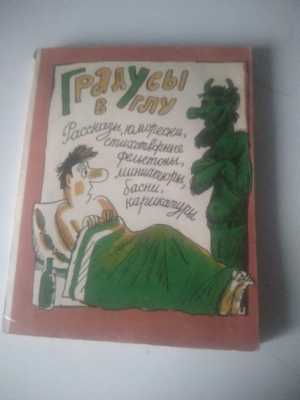 Градусы
в углу
Рассказы, юморески,
стихотворные
фельетоны,
миниатюры,
басни,
карикатуры